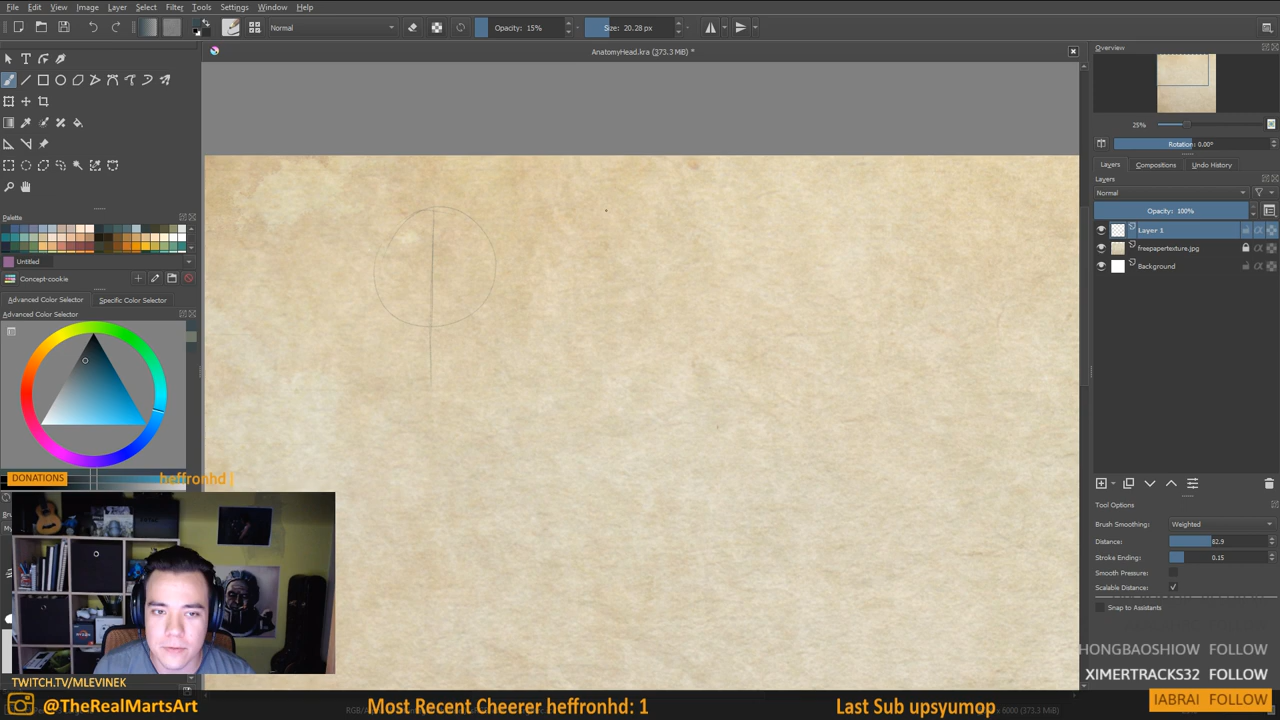 File Edit View Image Layer Select Filter Tools Settings Window Help
Normal Opacity: 15% Size: 20.28 px
AnatomyHead.kra (373.3 MiB) *
Overview
25%
Rotation: 0.00°
Layers Compositions Undo History
Layers
Normal
Opacity: 100%
Layer 1
freepapertexture.jpg
Background
Palette
Untitled
Concept-cookie
Advanced Color Selector Specific Color Selector
Advanced Color Selector
DONATIONS heffronhd
Tool Options
Brush Smoothing: Weighted
Distance: 82.9
Stroke Ending: 0.15
Smooth Pressure:
Scalable Distance:
Snap to Assistants
HONGBAOSHOW FOLLOW
XIMERTRACKS32 FOLLOW
IABRAI FOLLOW
TWITCH.TV/MLEVINEK
@TheRealMartsArt
Most Recent Cheerer heffronhd: 1
Last Sub upsyumop